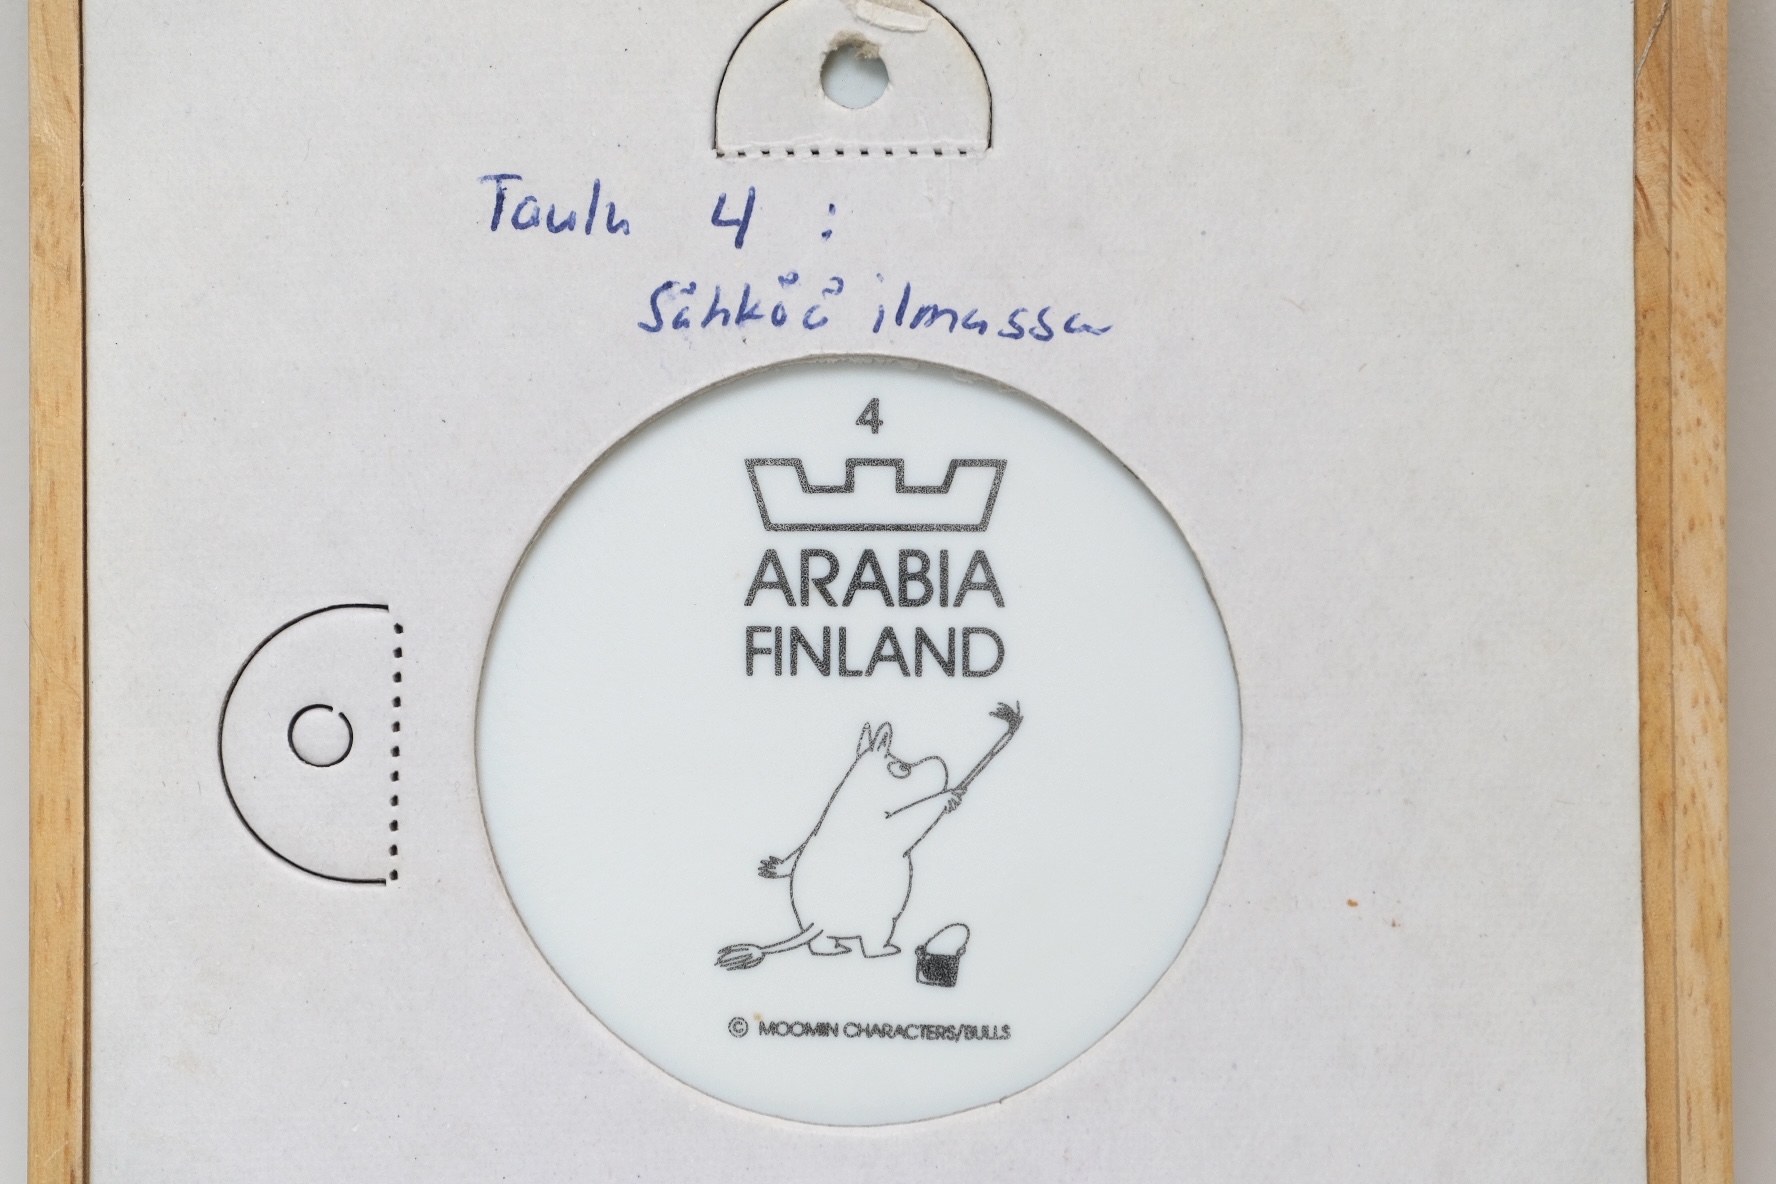 Taulu 4 :
Sähköä ilmassa
4
ARABIA
FINLAND
© MOOMIN CHARACTERS/BULLS